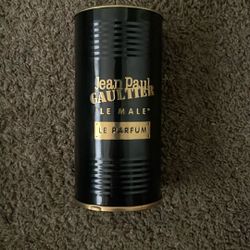 Jean Paul
GAULTIER
"LE MALE"
LE PARFUM